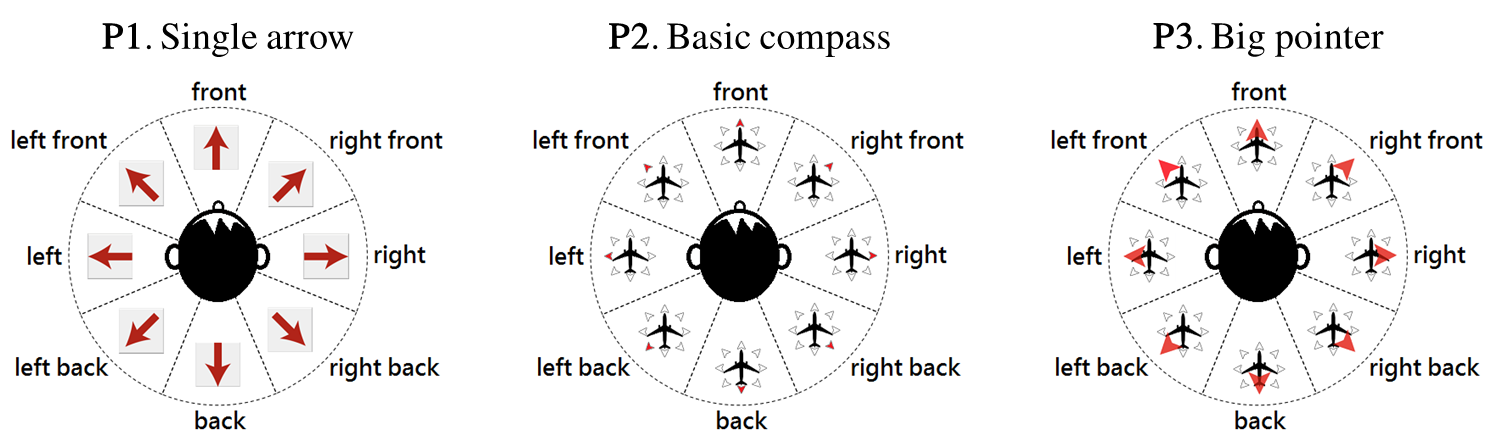 P1. Single arrow
front
left front
right front
left
right
left back
right back
back
P2. Basic compass
front
left front
right front
left
right
left back
right back
back
P3. Big pointer
front
left front
right front
left
right
left back
right back
back